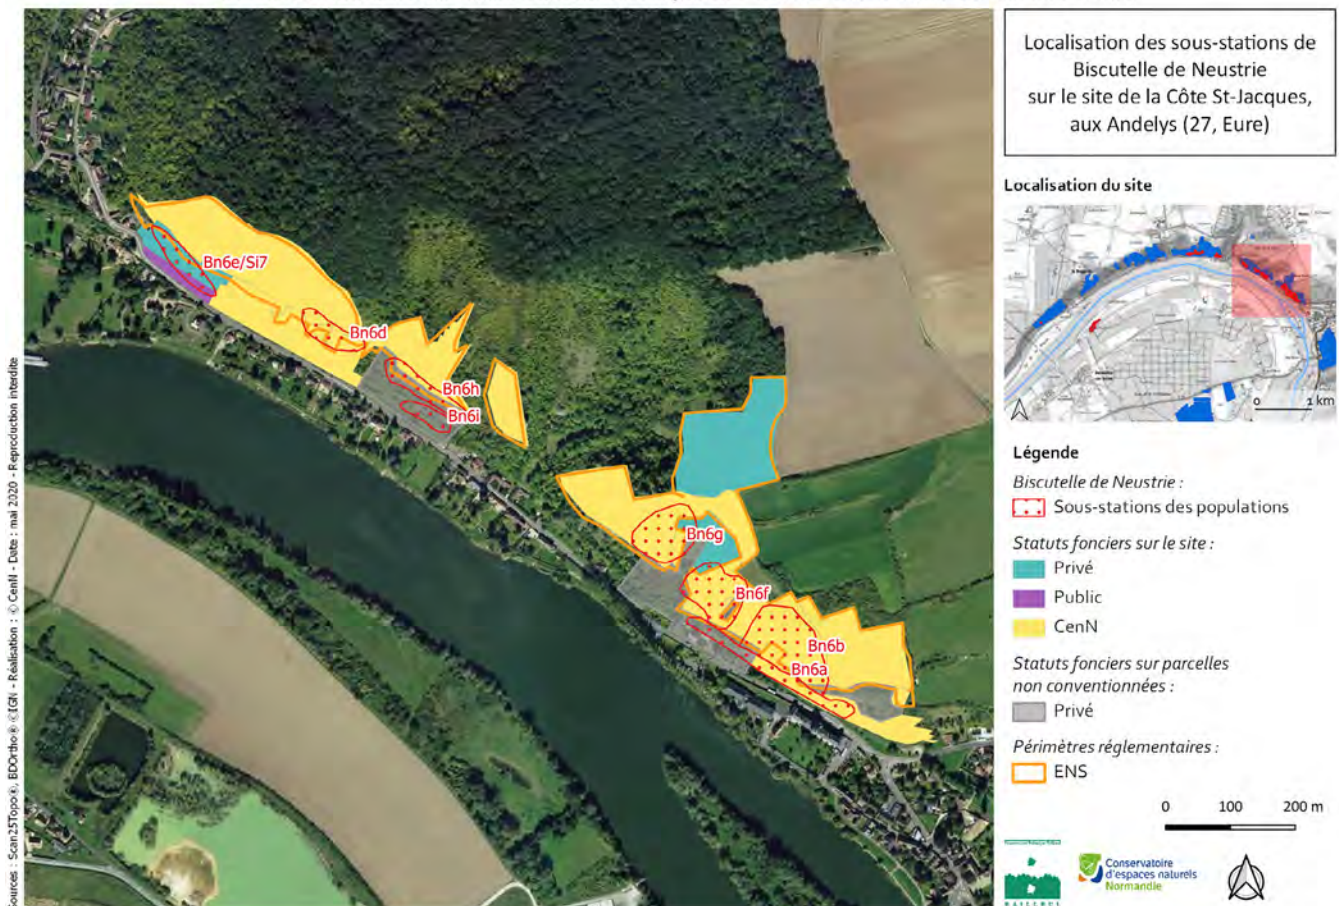 Localisation des sous-stations de
Biscutelle de Neustrie
sur le site de la Côte St-Jacques,
aux Andelys (27, Eure)
Localisation du site
0 1 km
Légende
Biscutelle de Neustrie :
Sous-stations des populations
Statuts fonciers sur le site :
Privé
Public
CenN
Statuts fonciers sur parcelles
non conventionnées :
Privé
Périmètres réglementaires :
ENS
0 100 200 m
Conservatoire
d'espaces naturels
Normandie
BAILLEUL
Bn6e/Si7
Bn6d
Bn6h
Bn6i
Bn6g
Bn6f
Bn6b
Bn6a
Sources : Scan25Topo®, BDOrtho® ©IGN - Réalisation : © CenN - Date : mai 2020 - Reproduction interdite